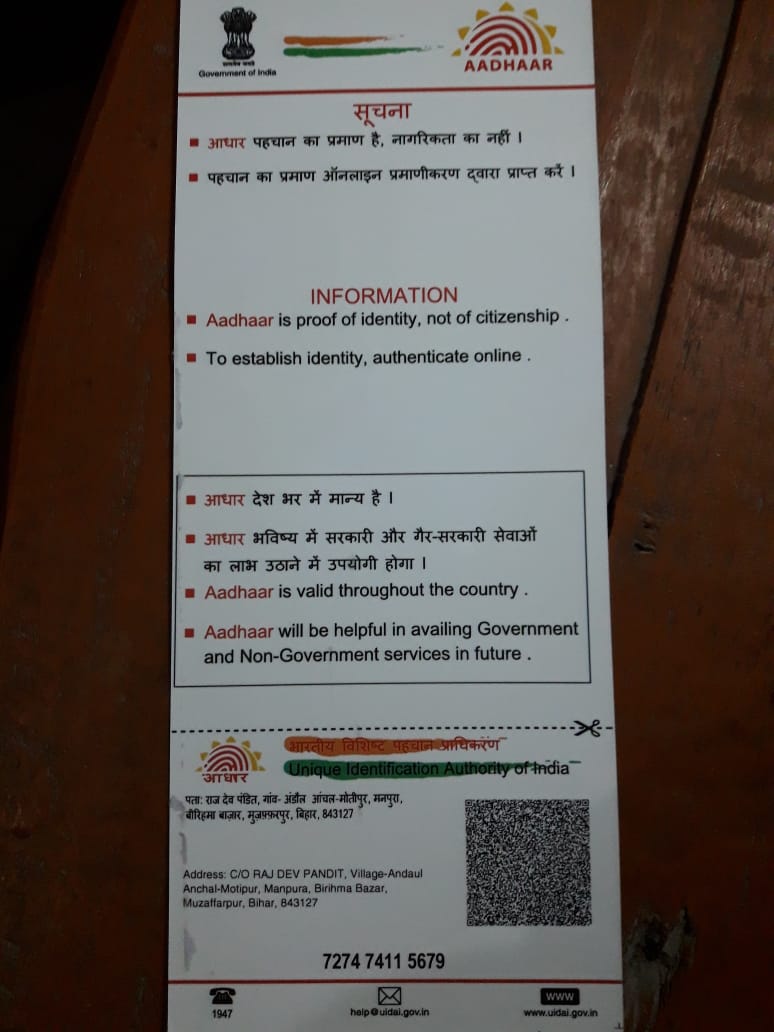 सत्यमेव जयते
Government of India
AADHAAR
सूचना
आधार पहचान का प्रमाण है, नागरिकता का नहीं ।
पहचान का प्रमाण ऑनलाइन प्रमाणीकरण द्वारा प्राप्त करें ।
INFORMATION
Aadhaar is proof of identity, not of citizenship .
To establish identity, authenticate online .
आधार देश भर में मान्य है ।
आधार भविष्य में सरकारी और गैर-सरकारी सेवाओं
का लाभ उठाने में उपयोगी होगा ।
Aadhaar is valid throughout the country .
Aadhaar will be helpful in availing Government
and Non-Government services in future .
भारतीय विशिष्ट पहचान प्राधिकरण
आधार
Unique Identification Authority of India
पता: राज देव पंडित, गांव- अंडौल आंचल-मोतीपुर, मनपुरा,
बीरिहमा बाज़ार, मुजफ़्फ़रपुर, बिहार, 843127
Address: C/O RAJ DEV PANDIT, Village-Andaul
Anchal-Motipur, Manpura, Birihma Bazar,
Muzaffarpur, Bihar, 843127
7274 7411 5679
1947
help@uidai.gov.in
WWW
www.uidai.gov.in